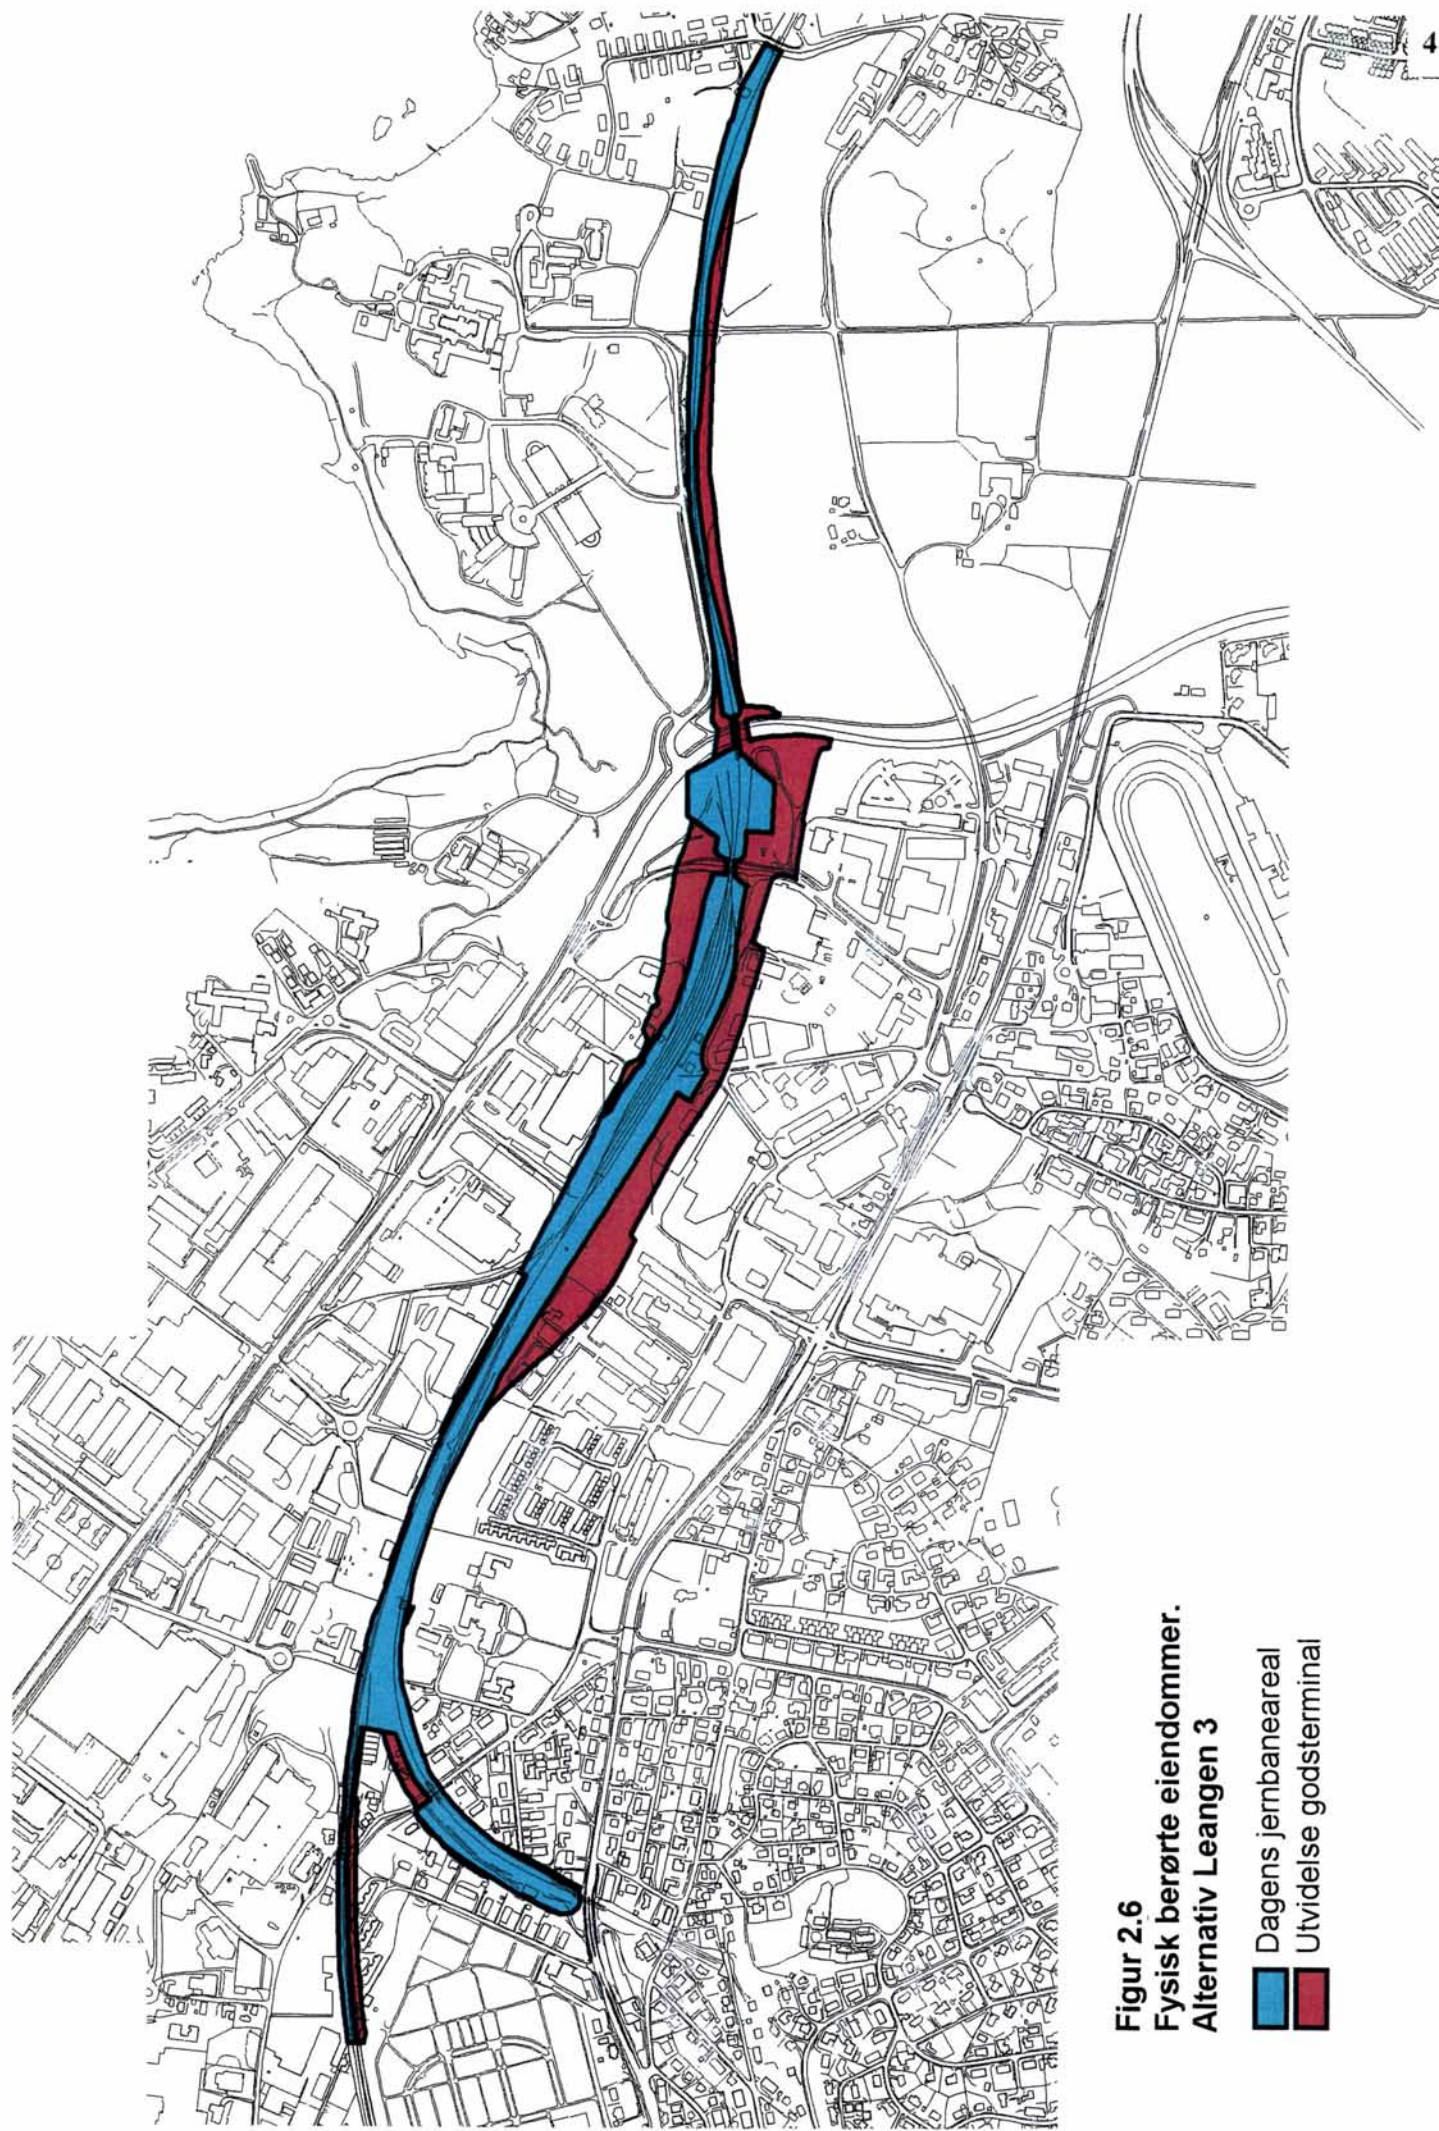 4
Figur 2.6
Fysisk berørte eiendommer.
Alternativ Leangen 3
Dagens jernbaneareal
Utvidelse godsterminal